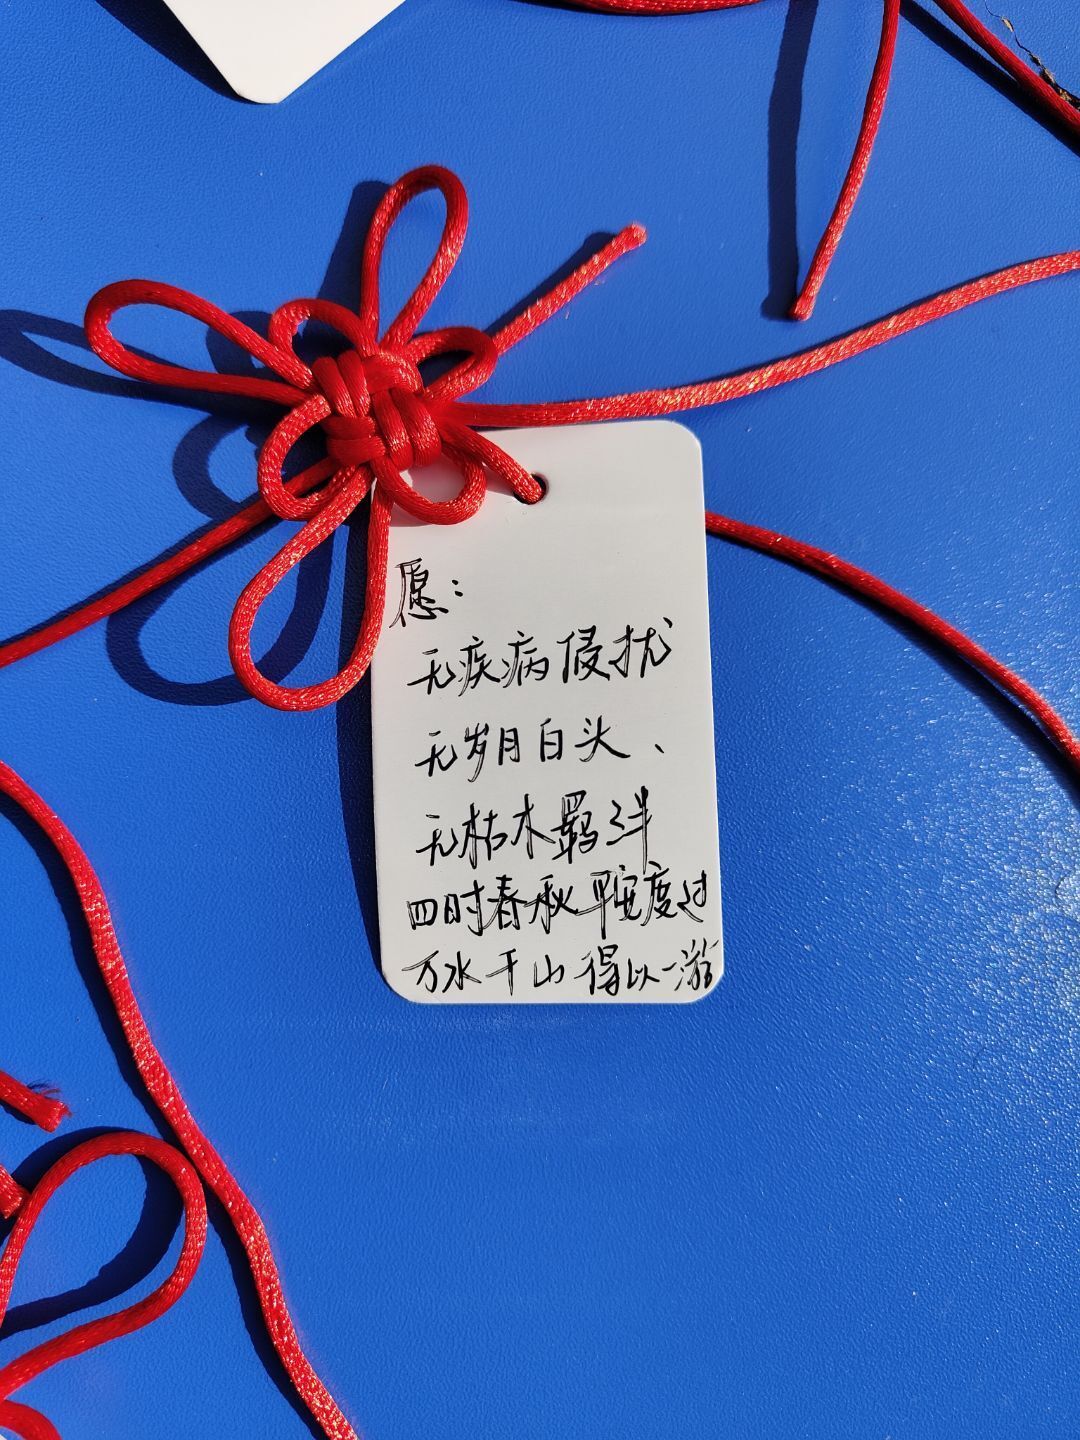 愿:
无疾病侵扰
无岁月白头、
无枯木羁绊
四时春秋平安度过
万水千山得以一游